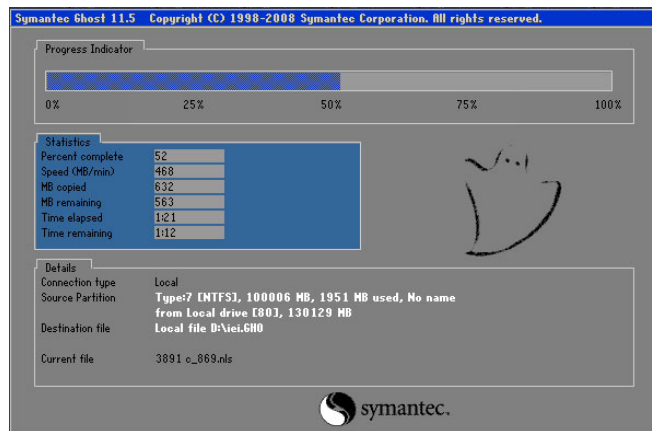 Symantec Ghost 11.5 Copyright (C) 1998-2008 Symantec Corporation. All rights reserved.
Progress Indicator
0% 25% 50% 75% 100%
Statistics
Percent complete 52
Speed (MB/min) 468
MB copied 632
MB remaining 563
Time elapsed 1:21
Time remaining 1:12
Details
Connection type Local
Source Partition Type:7 [NTFS], 100006 MB, 1951 MB used, No name
from Local drive [80], 130129 MB
Destination file Local file D:\iei.GHO
Current file 3891 c_869.nls
symantec.